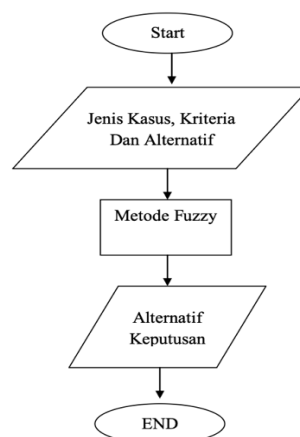 Start
Jenis Kasus, Kriteria
Dan Alternatif
Metode Fuzzy
Alternatif
Keputusan
END